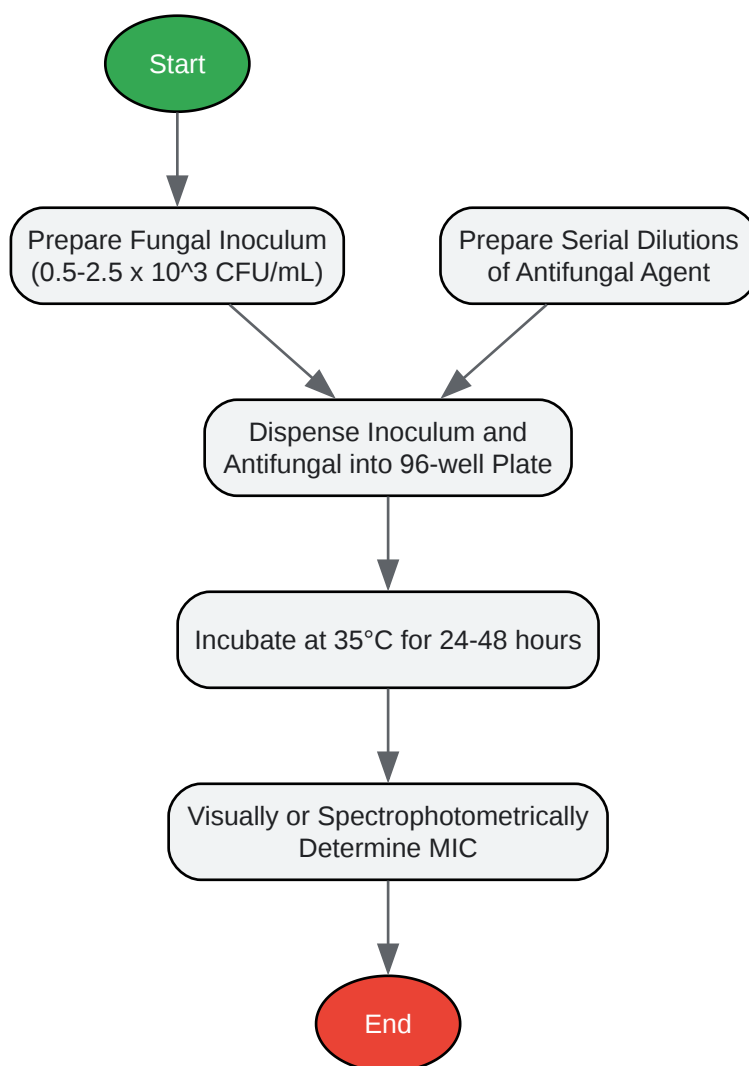 Start
Prepare Fungal Inoculum
(0.5-2.5 x 10^3 CFU/mL)
Prepare Serial Dilutions
of Antifungal Agent
Dispense Inoculum and
Antifungal into 96-well Plate
Incubate at 35°C for 24-48 hours
Visually or Spectrophotometrically
Determine MIC
End